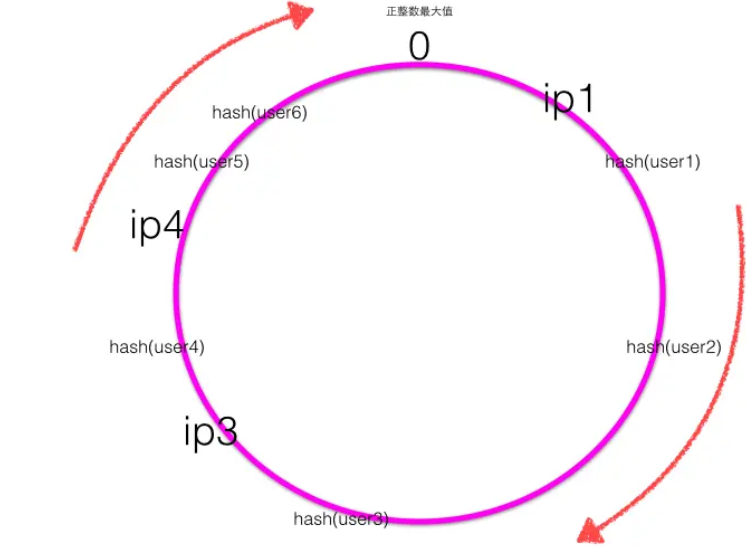 正整数最大值
0
ip1
hash(user6)
hash(user5)
hash(user1)
ip4
hash(user4)
hash(user2)
ip3
hash(user3)